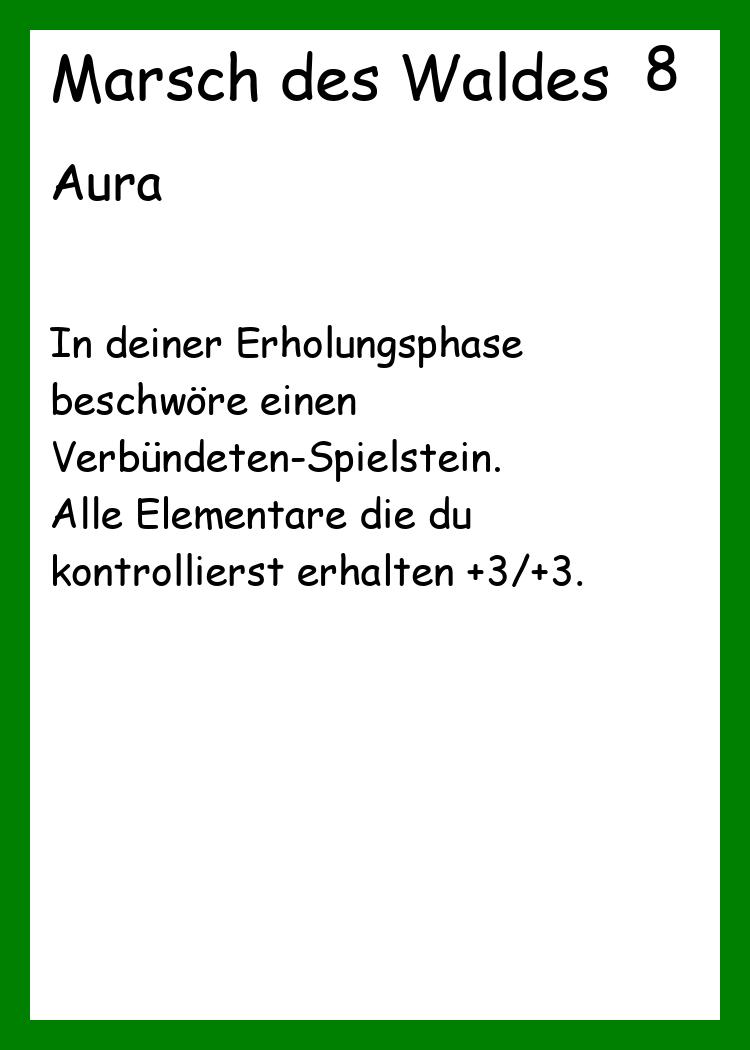 Marsch des Waldes 8
Aura
In deiner Erholungsphase
beschwöre einen
Verbündeten-Spielstein.
Alle Elementare die du
kontrollierst erhalten +3/+3.